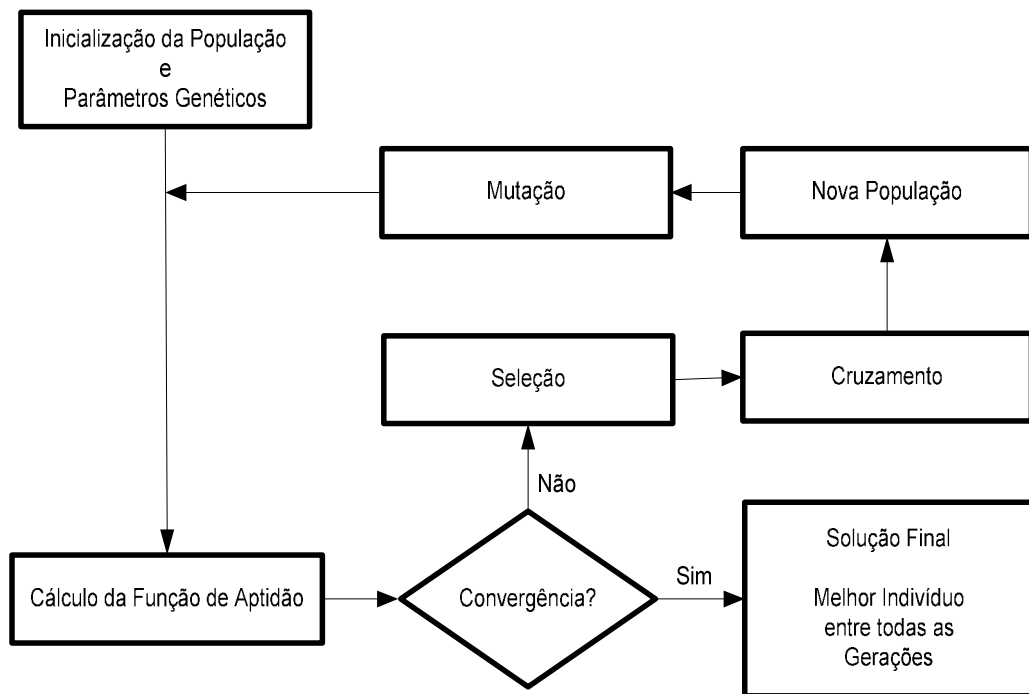 Inicialização da População
e
Parâmetros Genéticos
Mutação
Nova População
Seleção
Cruzamento
Não
Cálculo da Função de Aptidão
Convergência?
Sim
Solução Final
Melhor Indivíduo
entre todas as
Gerações